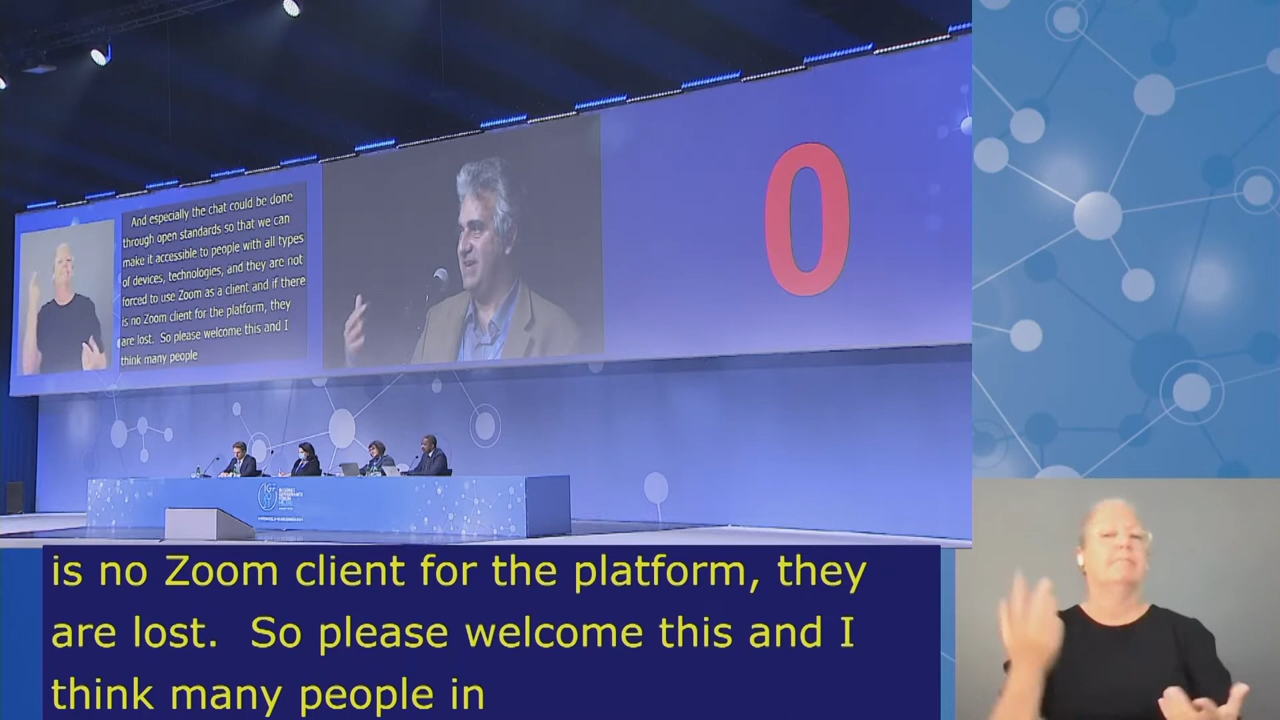 And especially the chat could be done
through open standards so that we can
make it accessible to people with all types
of devices, technologies, and they are not
forced to use Zoom as a client and if there
is no Zoom client for the platform, they
are lost. So please welcome this and I
think many people
0
INTERNET
GOVERNANCE
FORUM
is no Zoom client for the platform, they
are lost.  So please welcome this and I
think many people in